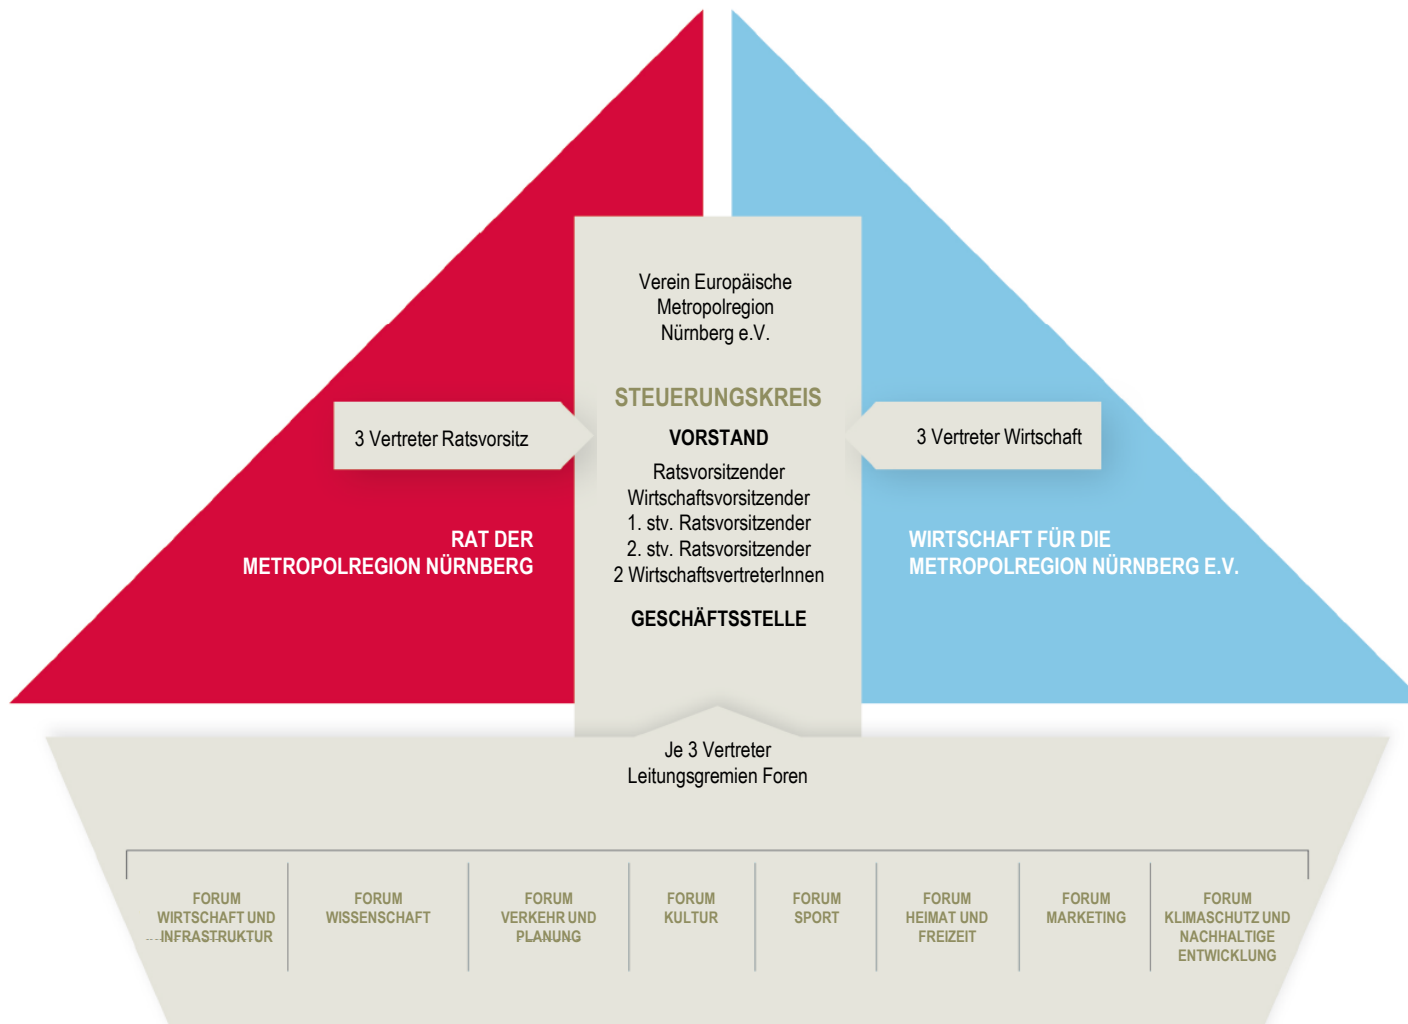 Verein Europäische
Metropolregion
Nürnberg e.V.
STEUERUNGSKREIS
3 Vertreter Ratsvorsitz
VORSTAND
3 Vertreter Wirtschaft
Ratsvorsitzender
Wirtschaftsvorsitzender
1. stv. Ratsvorsitzender
2. stv. Ratsvorsitzender
2 WirtschaftsvertreterInnen
GESCHÄFTSSTELLE
RAT DER
METROPOLREGION NÜRNBERG
WIRTSCHAFT FÜR DIE
METROPOLREGION NÜRNBERG E.V.
Je 3 Vertreter
Leitungsgremien Foren
FORUM
WIRTSCHAFT UND
INFRASTRUKTUR
FORUM
WISSENSCHAFT
FORUM
VERKEHR UND
PLANUNG
FORUM
KULTUR
FORUM
SPORT
FORUM
HEIMAT UND
FREIZEIT
FORUM
MARKETING
FORUM
KLIMASCHUTZ UND
NACHHALTIGE
ENTWICKLUNG